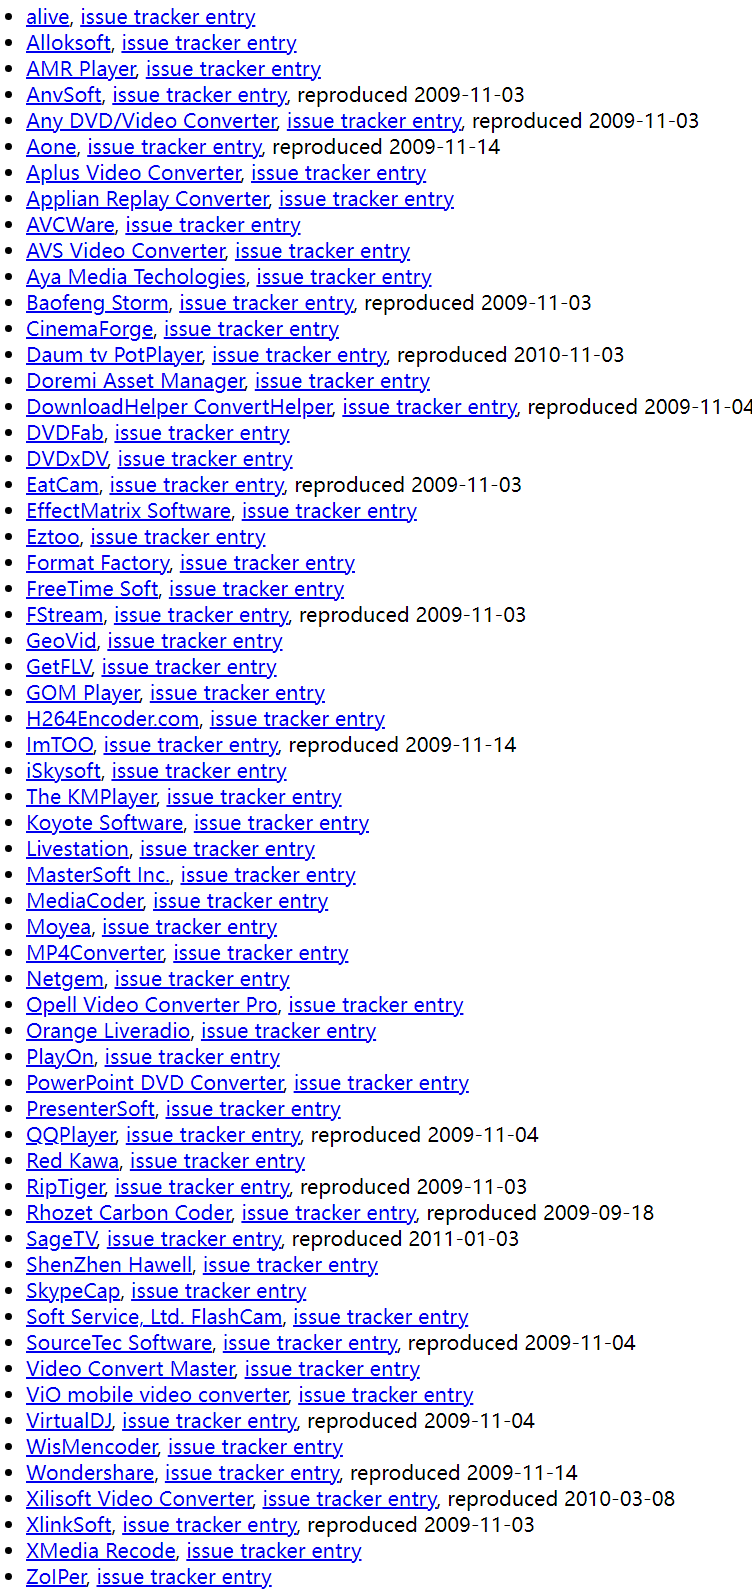 alive, issue tracker entry
Alloksoft, issue tracker entry
AMR Player, issue tracker entry
AnvSoft, issue tracker entry, reproduced 2009-11-03
Any DVD/Video Converter, issue tracker entry, reproduced 2009-11-03
Aone, issue tracker entry, reproduced 2009-11-14
Aplus Video Converter, issue tracker entry
Applian Replay Converter, issue tracker entry
AVCWare, issue tracker entry
AVS Video Converter, issue tracker entry
Aya Media Techologies, issue tracker entry
Baofeng Storm, issue tracker entry, reproduced 2009-11-03
CinemaForge, issue tracker entry
Daum tv PotPlayer, issue tracker entry, reproduced 2010-11-03
Doremi Asset Manager, issue tracker entry
DownloadHelper ConvertHelper, issue tracker entry, reproduced 2009-11-04
DVDFab, issue tracker entry
DVDxDV, issue tracker entry
EatCam, issue tracker entry, reproduced 2009-11-03
EffectMatrix Software, issue tracker entry
Eztoo, issue tracker entry
Format Factory, issue tracker entry
FreeTime Soft, issue tracker entry
FStream, issue tracker entry, reproduced 2009-11-03
GeoVid, issue tracker entry
GetFLV, issue tracker entry
GOM Player, issue tracker entry
H264Encoder.com, issue tracker entry
ImTOO, issue tracker entry, reproduced 2009-11-14
iSkysoft, issue tracker entry
The KMPlayer, issue tracker entry
Koyote Software, issue tracker entry
Livestation, issue tracker entry
MasterSoft Inc., issue tracker entry
MediaCoder, issue tracker entry
Moyea, issue tracker entry
MP4Converter, issue tracker entry
Netgem, issue tracker entry
Opell Video Converter Pro, issue tracker entry
Orange Liveradio, issue tracker entry
PlayOn, issue tracker entry
PowerPoint DVD Converter, issue tracker entry
PresenterSoft, issue tracker entry
QQPlayer, issue tracker entry, reproduced 2009-11-04
Red Kawa, issue tracker entry
RipTiger, issue tracker entry, reproduced 2009-11-03
Rhozet Carbon Coder, issue tracker entry, reproduced 2009-09-18
SageTV, issue tracker entry, reproduced 2011-01-03
ShenZhen Hawell, issue tracker entry
SkypeCap, issue tracker entry
Soft Service, Ltd. FlashCam, issue tracker entry
SourceTec Software, issue tracker entry, reproduced 2009-11-04
Video Convert Master, issue tracker entry
ViO mobile video converter, issue tracker entry
VirtualDJ, issue tracker entry, reproduced 2009-11-04
WisMencoder, issue tracker entry
Wondershare, issue tracker entry, reproduced 2009-11-14
Xilisoft Video Converter, issue tracker entry, reproduced 2010-03-08
XlinkSoft, issue tracker entry, reproduced 2009-11-03
XMedia Recode, issue tracker entry
ZoIPer, issue tracker entry